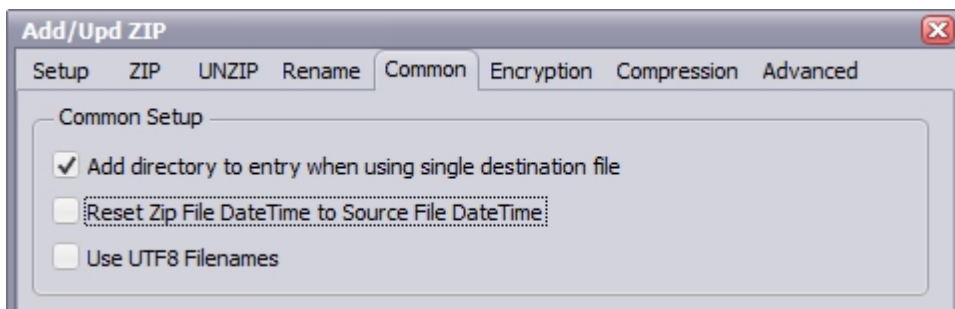 Add/Upd ZIP
Setup ZIP UNZIP Rename Common Encryption Compression Advanced
Common Setup
Add directory to entry when using single destination file
Reset Zip File DateTime to Source File DateTime
Use UTF8 Filenames